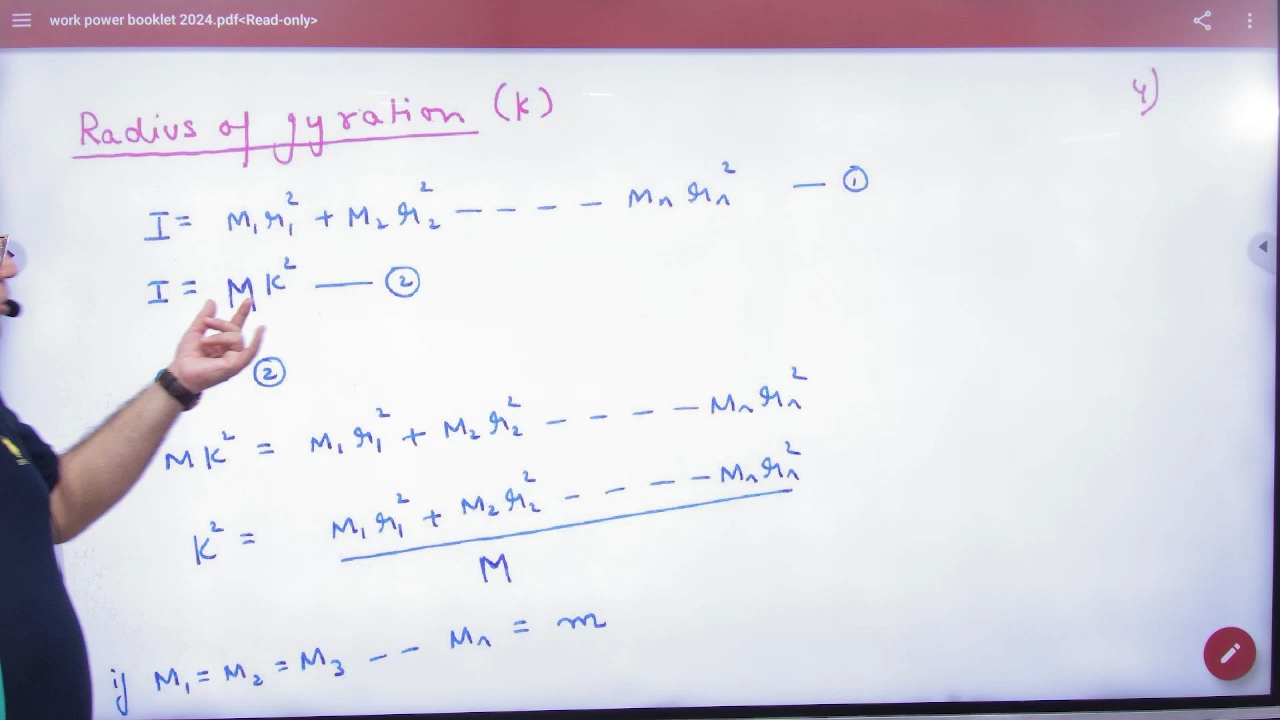 work power booklet 2024.pdf<Read-only>
Radius of gyration (K)
4)
I = M₁r₁² + M₂r₂² - - - - Mₙrₙ² — ①
I = MK² — ②
②
MK² = M₁r₁² + M₂r₂² - - - - Mₙrₙ²
K² = M₁r₁² + M₂r₂² - - - - Mₙrₙ²
M
if M₁ = M₂ = M₃ - - Mₙ = m